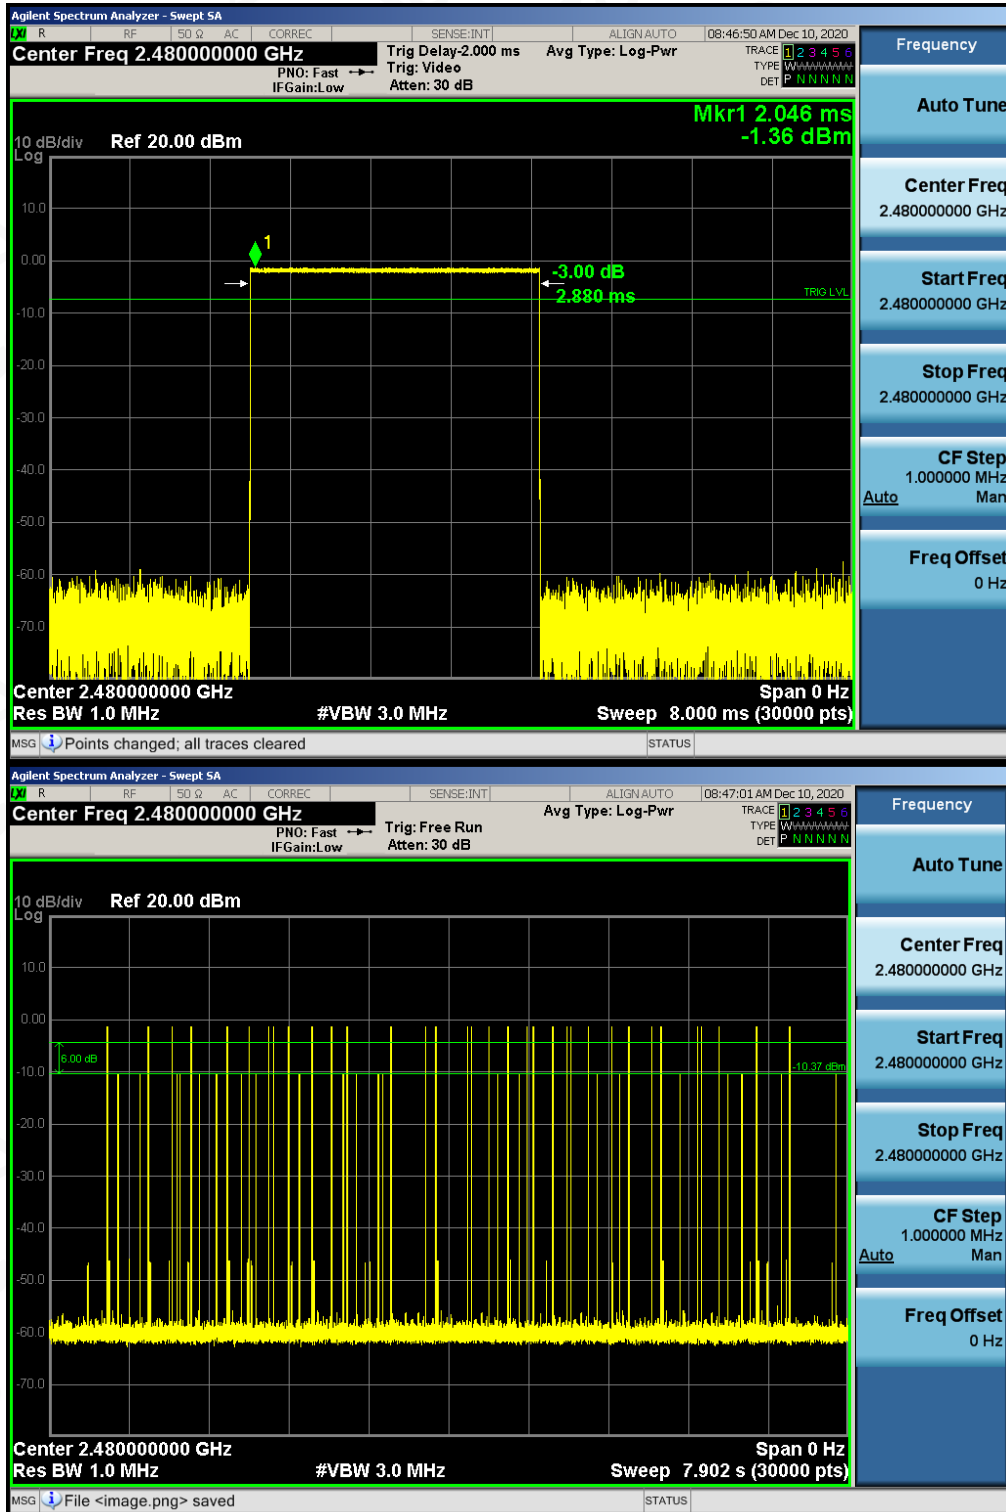 Agilent Spectrum Analyzer - Swept SA
LXI R RF 50 Ω AC CORREC SENSE:INT ALIGN AUTO 08:46:50 AM Dec 10, 2020
Center Freq 2.480000000 GHz
PNO: Fast
IFGain:Low
Trig Delay-2.000 ms
Trig: Video
Atten: 30 dB
Avg Type: Log-Pwr
TRACE 1 2 3 4 5 6
TYPE WWWWWW
DET P N N N N N
Frequency
Mkr1 2.046 ms
-1.36 dBm
10 dB/div
Log
Ref 20.00 dBm
10.0
0.00
-10.0
-20.0
-30.0
-40.0
-50.0
-60.0
-70.0
1
-3.00 dB
2.880 ms
TRIG LVL
Center 2.480000000 GHz
Span 0 Hz
Res BW 1.0 MHz
#VBW 3.0 MHz
Sweep 8.000 ms (30000 pts)
MSG Points changed; all traces cleared
STATUS
Auto Tune
Center Freq
2.480000000 GHz
Start Freq
2.480000000 GHz
Stop Freq
2.480000000 GHz
CF Step
1.000000 MHz
Auto Man
Freq Offset
0 Hz
Agilent Spectrum Analyzer - Swept SA
LXI R RF 50 Ω AC CORREC SENSE:INT ALIGN AUTO 08:47:01 AM Dec 10, 2020
Center Freq 2.480000000 GHz
PNO: Fast
IFGain:Low
Trig: Free Run
Atten: 30 dB
Avg Type: Log-Pwr
TRACE 1 2 3 4 5 6
TYPE WWWWWW
DET P N N N N N
Frequency
10 dB/div
Log
Ref 20.00 dBm
10.0
0.00
-10.0
-20.0
-30.0
-40.0
-50.0
-60.0
-70.0
6.00 dB
-10.37 dBm
Center 2.480000000 GHz
Span 0 Hz
Res BW 1.0 MHz
#VBW 3.0 MHz
Sweep 7.902 s (30000 pts)
MSG File <image.png> saved
STATUS
Auto Tune
Center Freq
2.480000000 GHz
Start Freq
2.480000000 GHz
Stop Freq
2.480000000 GHz
CF Step
1.000000 MHz
Auto Man
Freq Offset
0 Hz